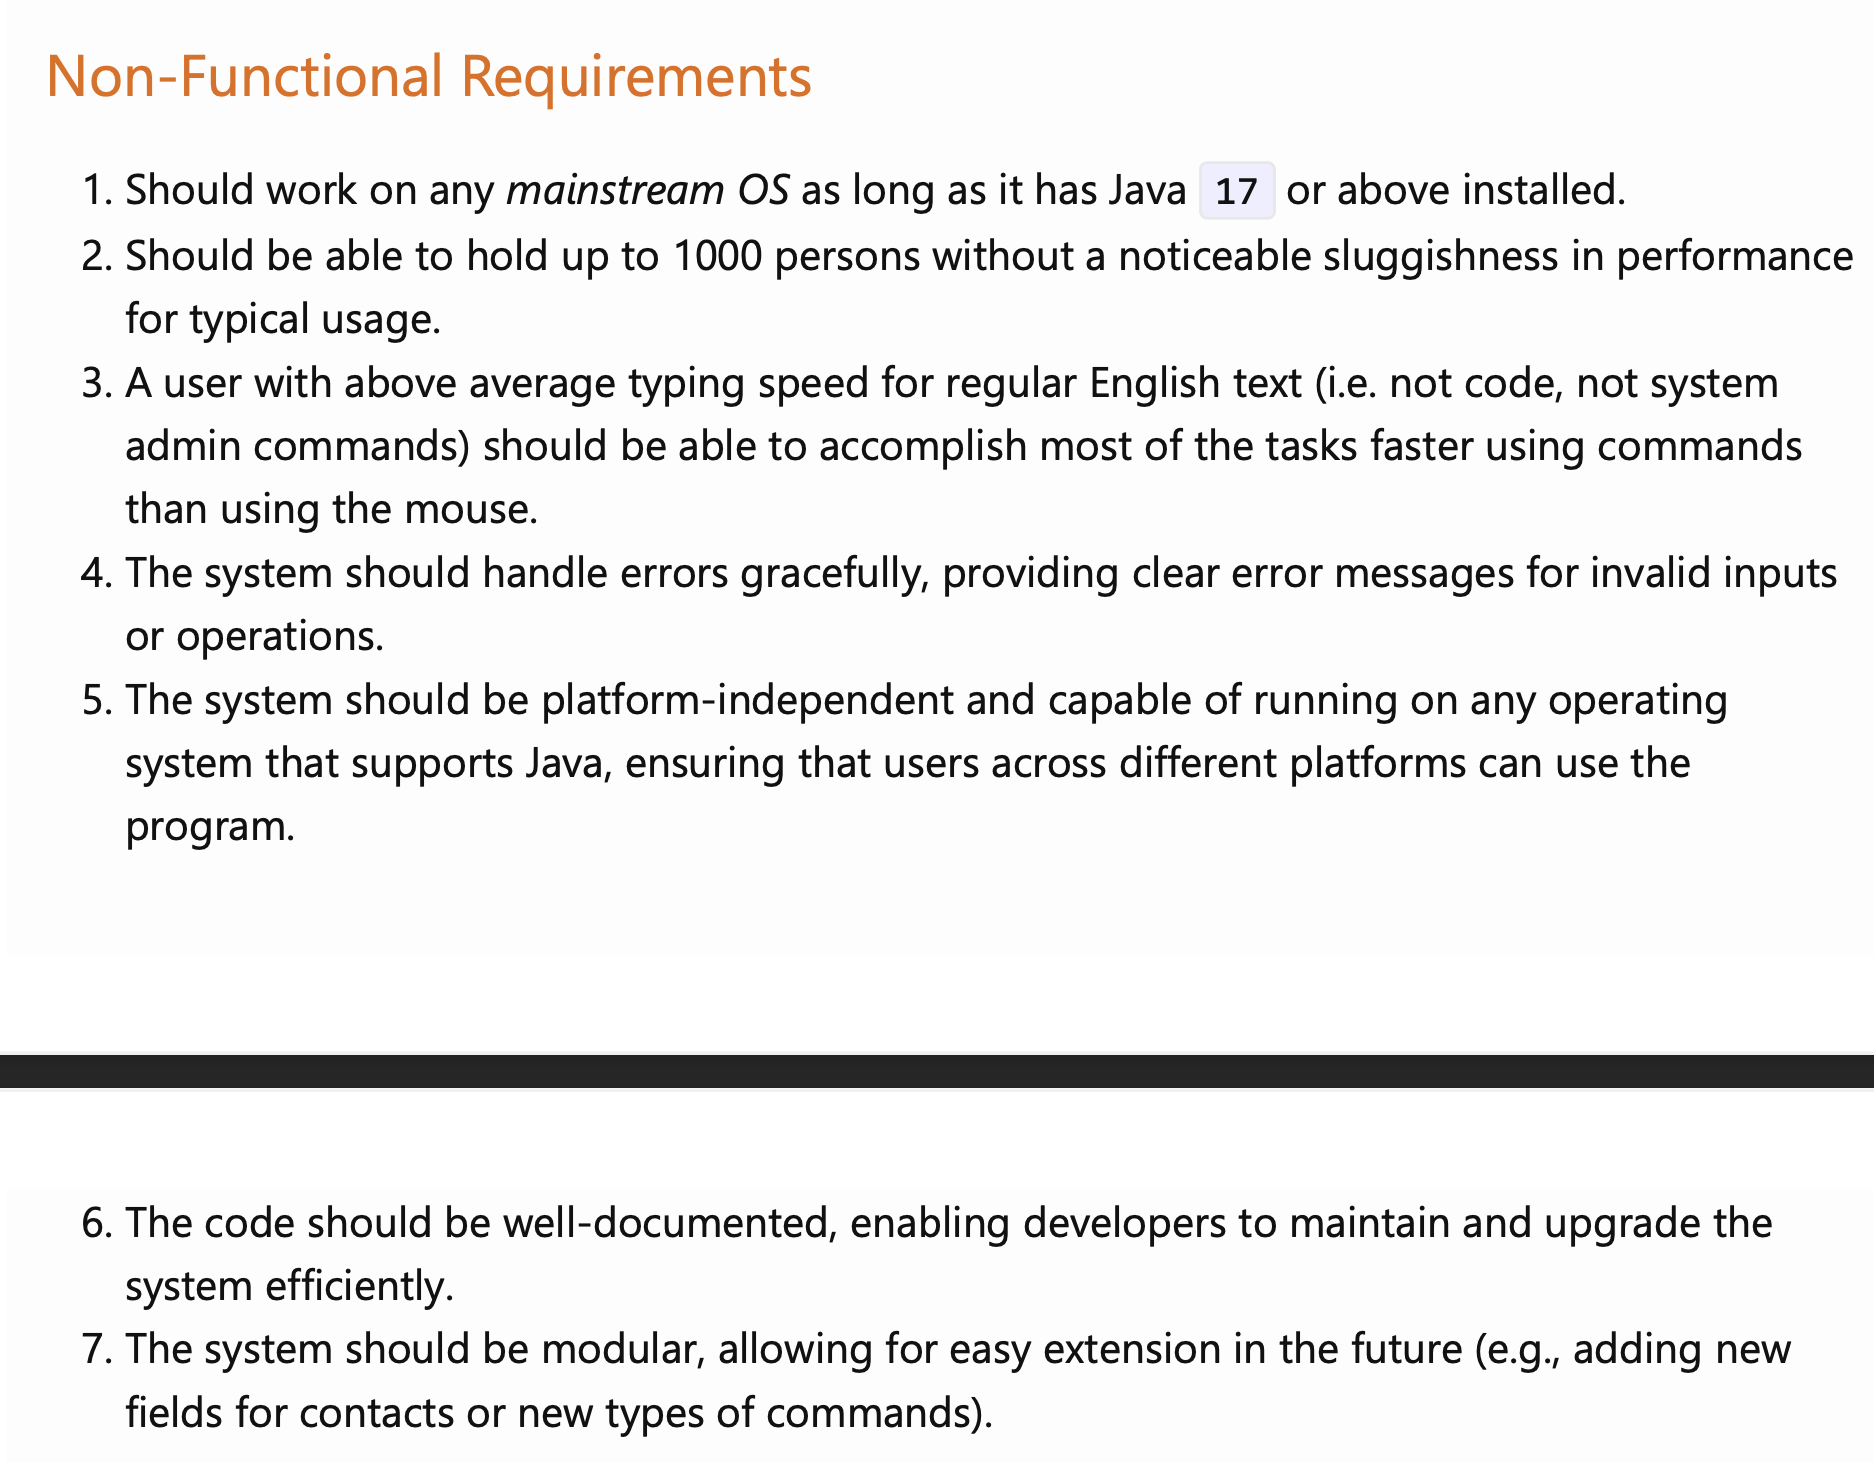 Non-Functional Requirements
1. Should work on any mainstream OS as long as it has Java 17 or above installed.
2. Should be able to hold up to 1000 persons without a noticeable sluggishness in performance
for typical usage.
3. A user with above average typing speed for regular English text (i.e. not code, not system
admin commands) should be able to accomplish most of the tasks faster using commands
than using the mouse.
4. The system should handle errors gracefully, providing clear error messages for invalid inputs
or operations.
5. The system should be platform-independent and capable of running on any operating
system that supports Java, ensuring that users across different platforms can use the
program.
6. The code should be well-documented, enabling developers to maintain and upgrade the
system efficiently.
7. The system should be modular, allowing for easy extension in the future (e.g., adding new
fields for contacts or new types of commands).